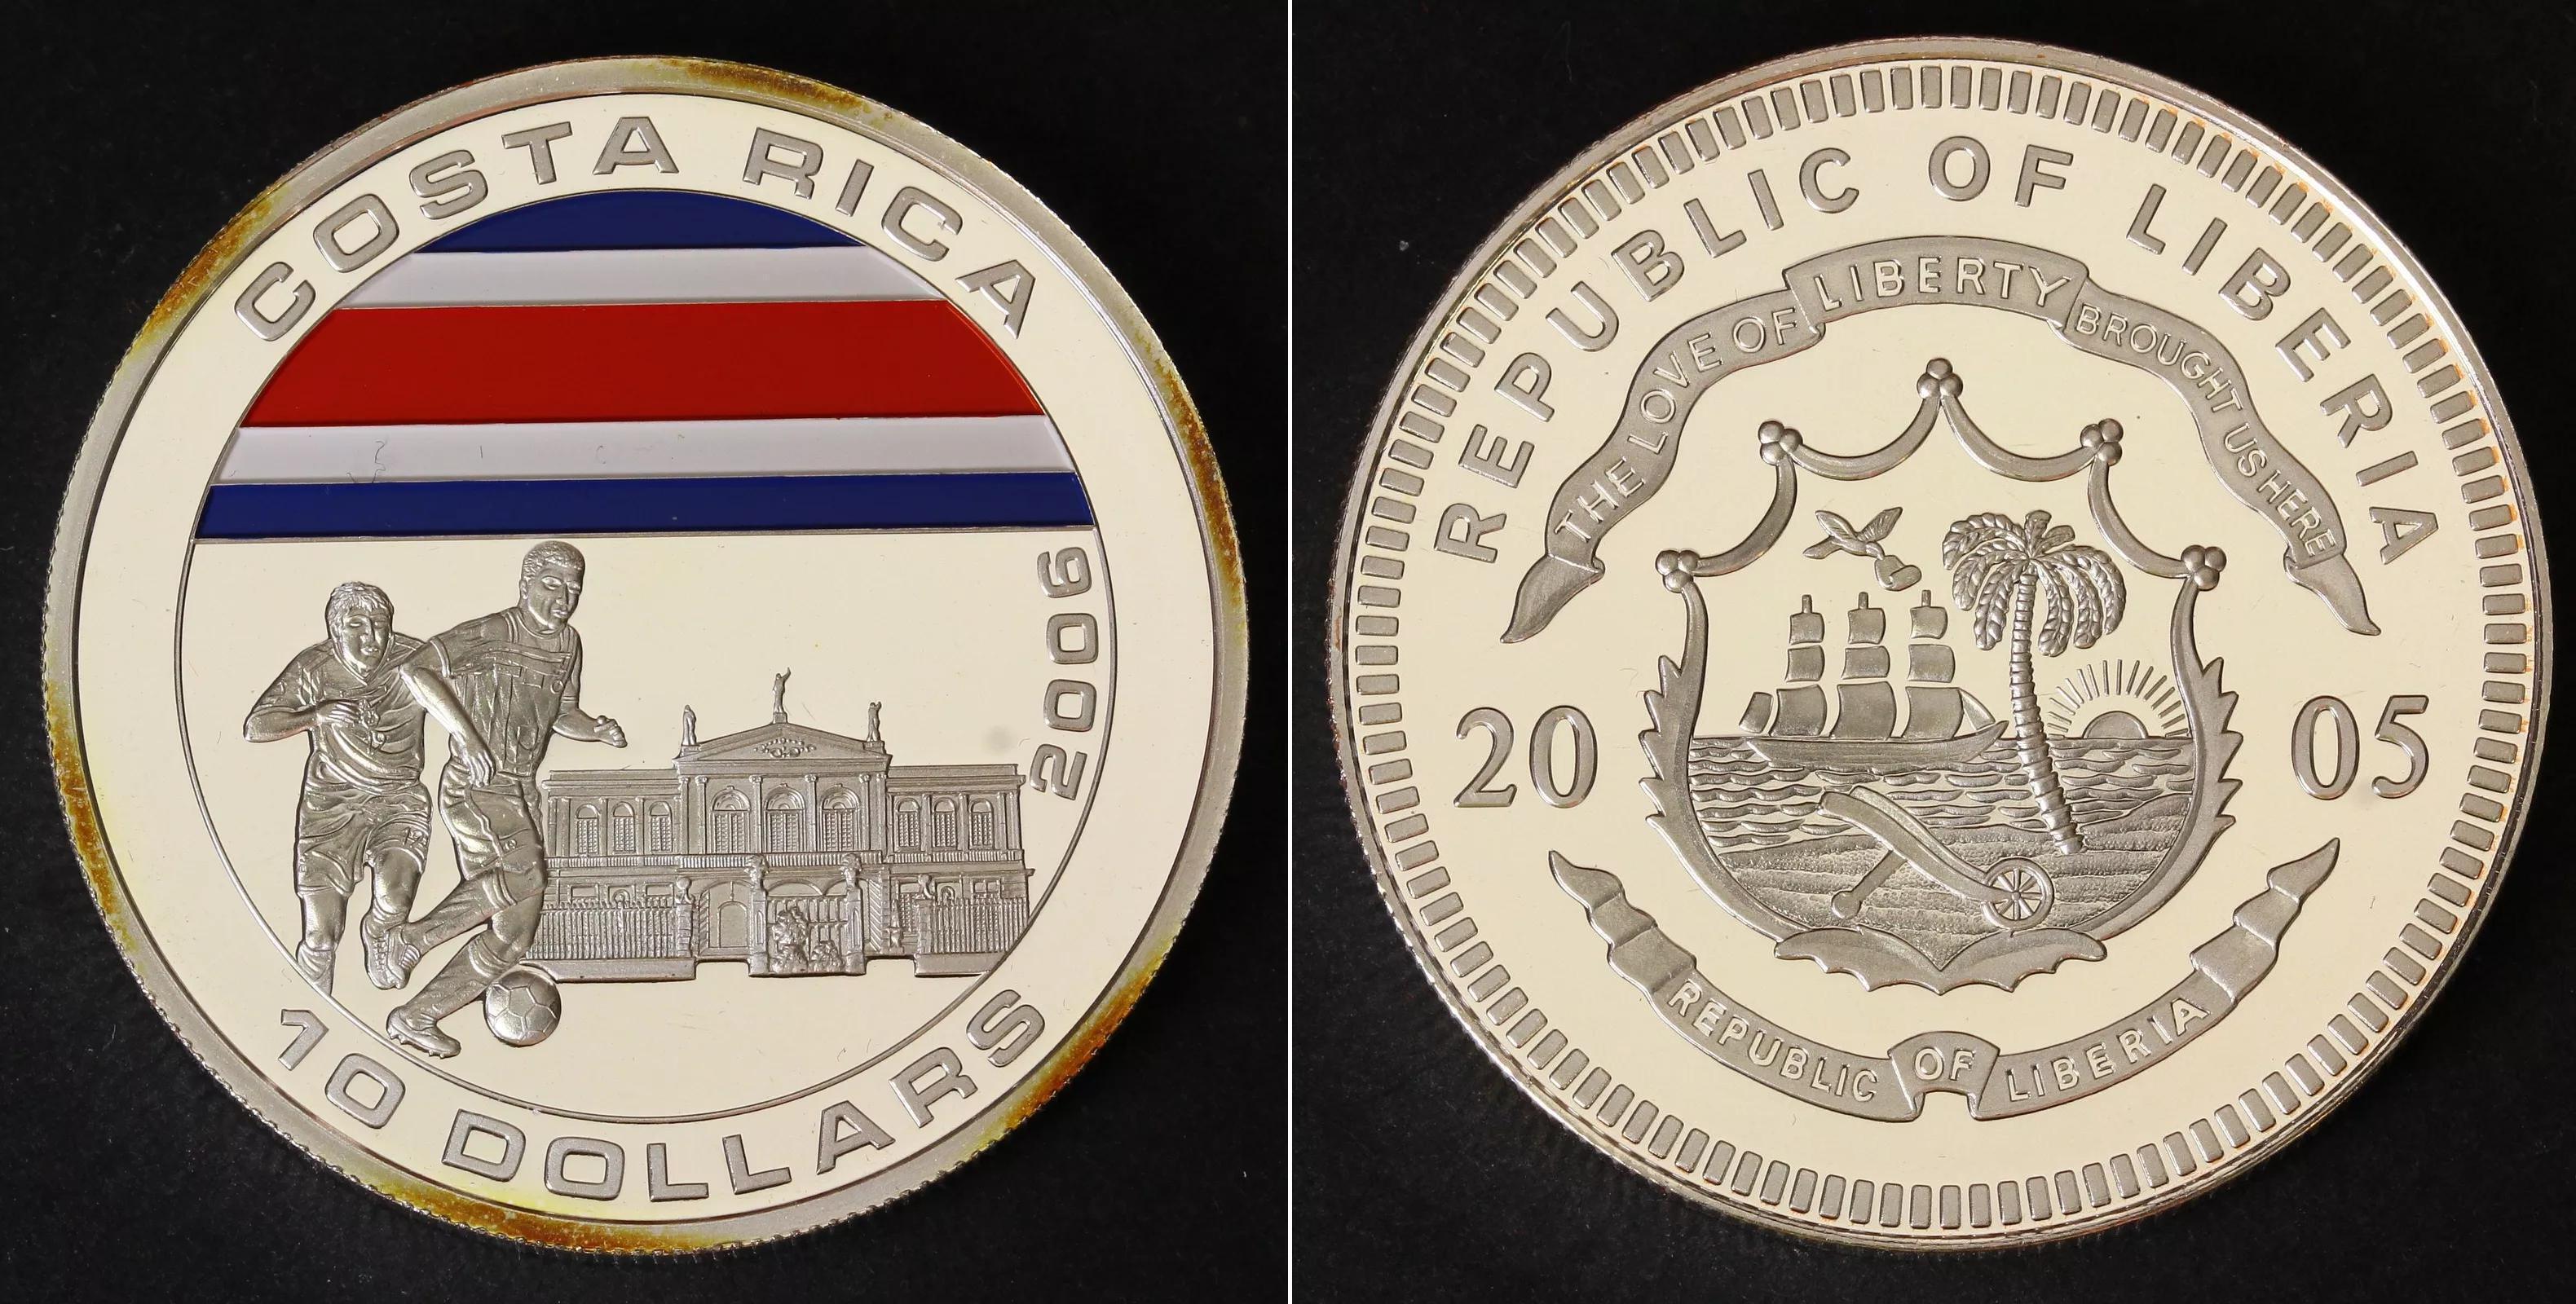 COSTA RICA
2006
10 DOLLARS
REPUBLIC OF LIBERIA
THE LOVE OF LIBERTY BROUGHT US HERE
20 05
REPUBLIC OF LIBERIA